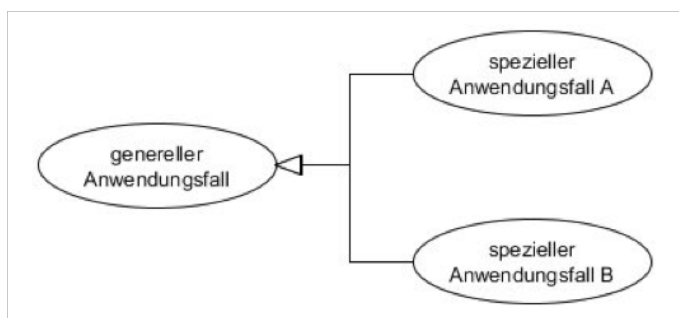 spezieller
Anwendungsfall A
genereller
Anwendungsfall
spezieller
Anwendungsfall B